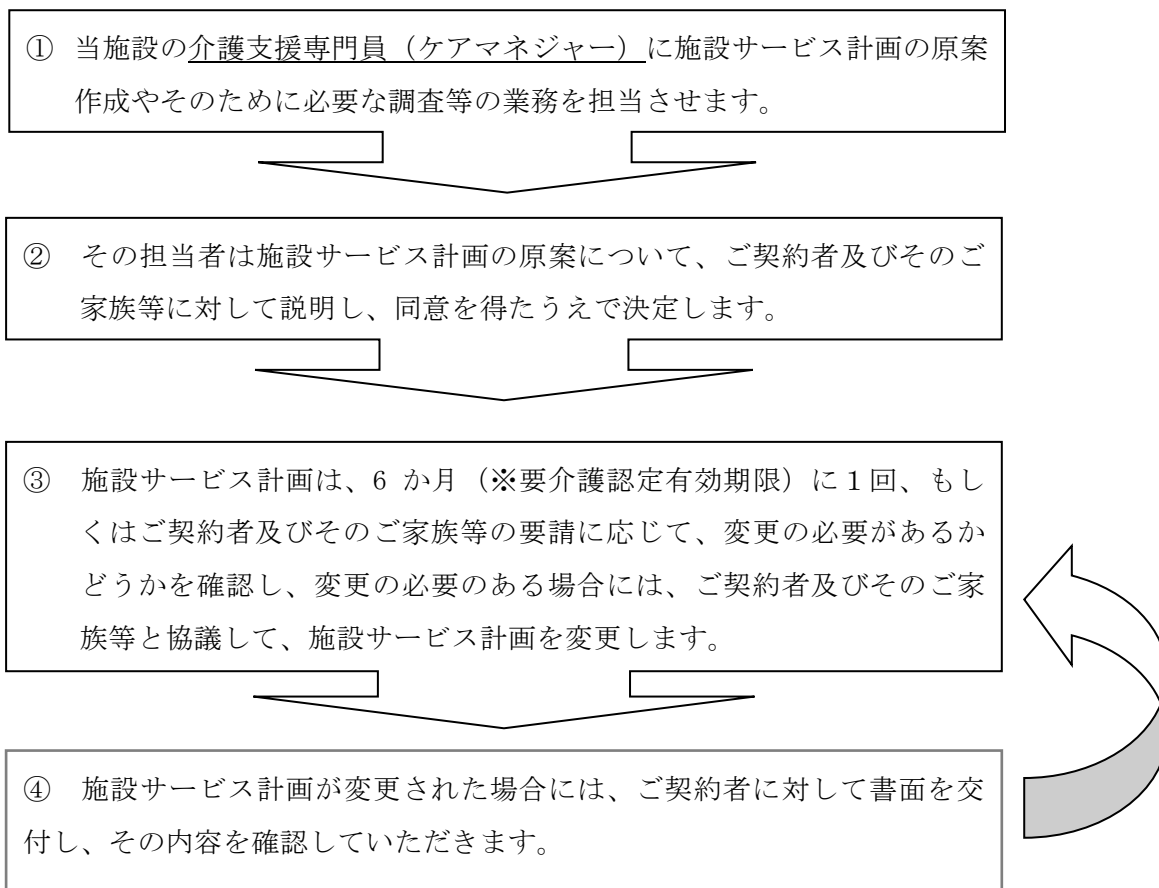 ① 当施設の介護支援専門員（ケアマネジャー）に施設サービス計画の原案
作成やそのために必要な調査等の業務を担当させます。
② その担当者は施設サービス計画の原案について、ご契約者及びそのご
家族等に対して説明し、同意を得たうえで決定します。
③ 施設サービス計画は、6 か月（※要介護認定有効期限）に１回、もし
くはご契約者及びそのご家族等の要請に応じて、変更の必要があるか
どうかを確認し、変更の必要のある場合には、ご契約者及びそのご家
族等と協議して、施設サービス計画を変更します。
④ 施設サービス計画が変更された場合には、ご契約者に対して書面を交
付し、その内容を確認していただきます。